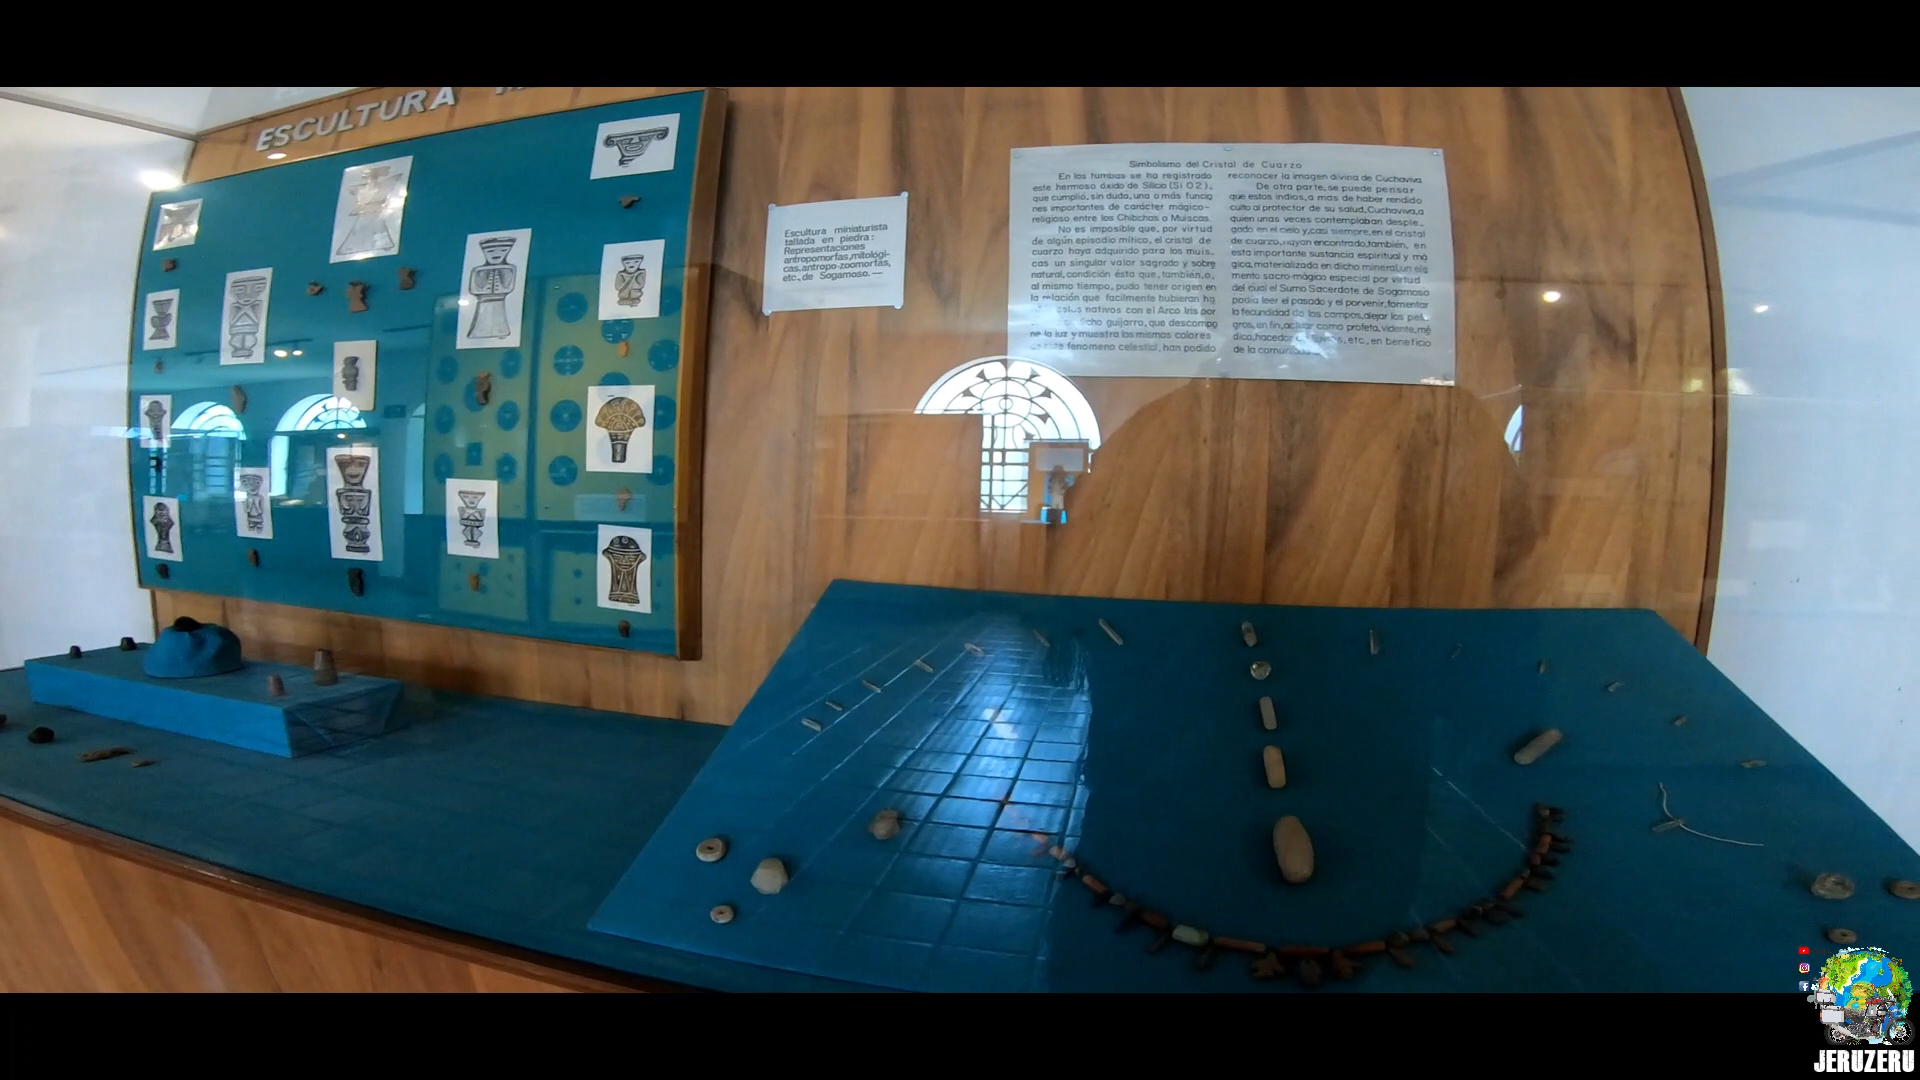 ESCULTURA
Escultura miniaturista
tallada en piedra:
Representaciones
antropomorfas, mitológi-
cas, antropo-zoomorfas,
etc., de Sogamoso.—
Simbolismo del Cristal de Cuarzo
En las tumbas se ha registrado
este hermoso óxido de Silicio (Si O2),
que cumplió, sin duda, una o más funcio
nes importantes de carácter mágico-
religioso entre los Chibchas o Muiscas.
No es imposible que, por virtud
de algún episodio mítico, el cristal de
cuarzo haya adquirido para los muis.
cas un singular valor sagrado y sobre
natural, condición ésta que, también, o,
al mismo tiempo, pudo tener origen en
la relación que facilmente hubieran ha
nativos con el Arco Iris por
dicho guijarro, que descompo
ne la luz y muestra los mismos colores
fenomeno celestial, han podido
reconocer la imagen divina de Cuchaviva.
De otra parte, se puede pensar
que estos indios, a mas de haber rendido
culto al protector de su salud, Cuchaviva, a
quien unas veces contemplaban desple_
gado en el cielo y, casi siempre, en el cristal
de cuarzo, hayan encontrado, también, en
esta importante sustancia espiritual y má
gica, materializada en dicho mineral, un ele
mento sacro-mágico especial por virtud
del cual el Sumo Sacerdote de Sogamoso
podía leer el pasado y el porvenir, fomentar
la fecundidad de los campos, alejar los peli
gros, en fin, actuar como profeta, vidente, mé
dico, hacedor etc., en beneficio
de la
JERUZERU